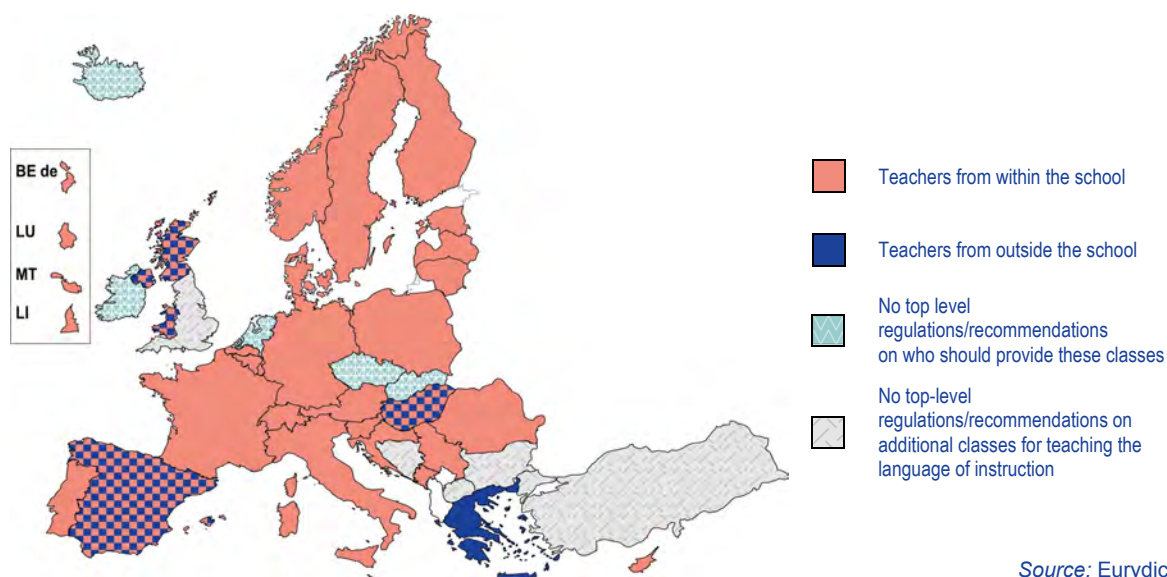 BE de
LU
MT
LI
Teachers from within the school
Teachers from outside the school
No top level
regulations/recommendations
on who should provide these classes
No top-level
regulations/recommendations on
additional classes for teaching the
language of instruction
Source: Eurydic